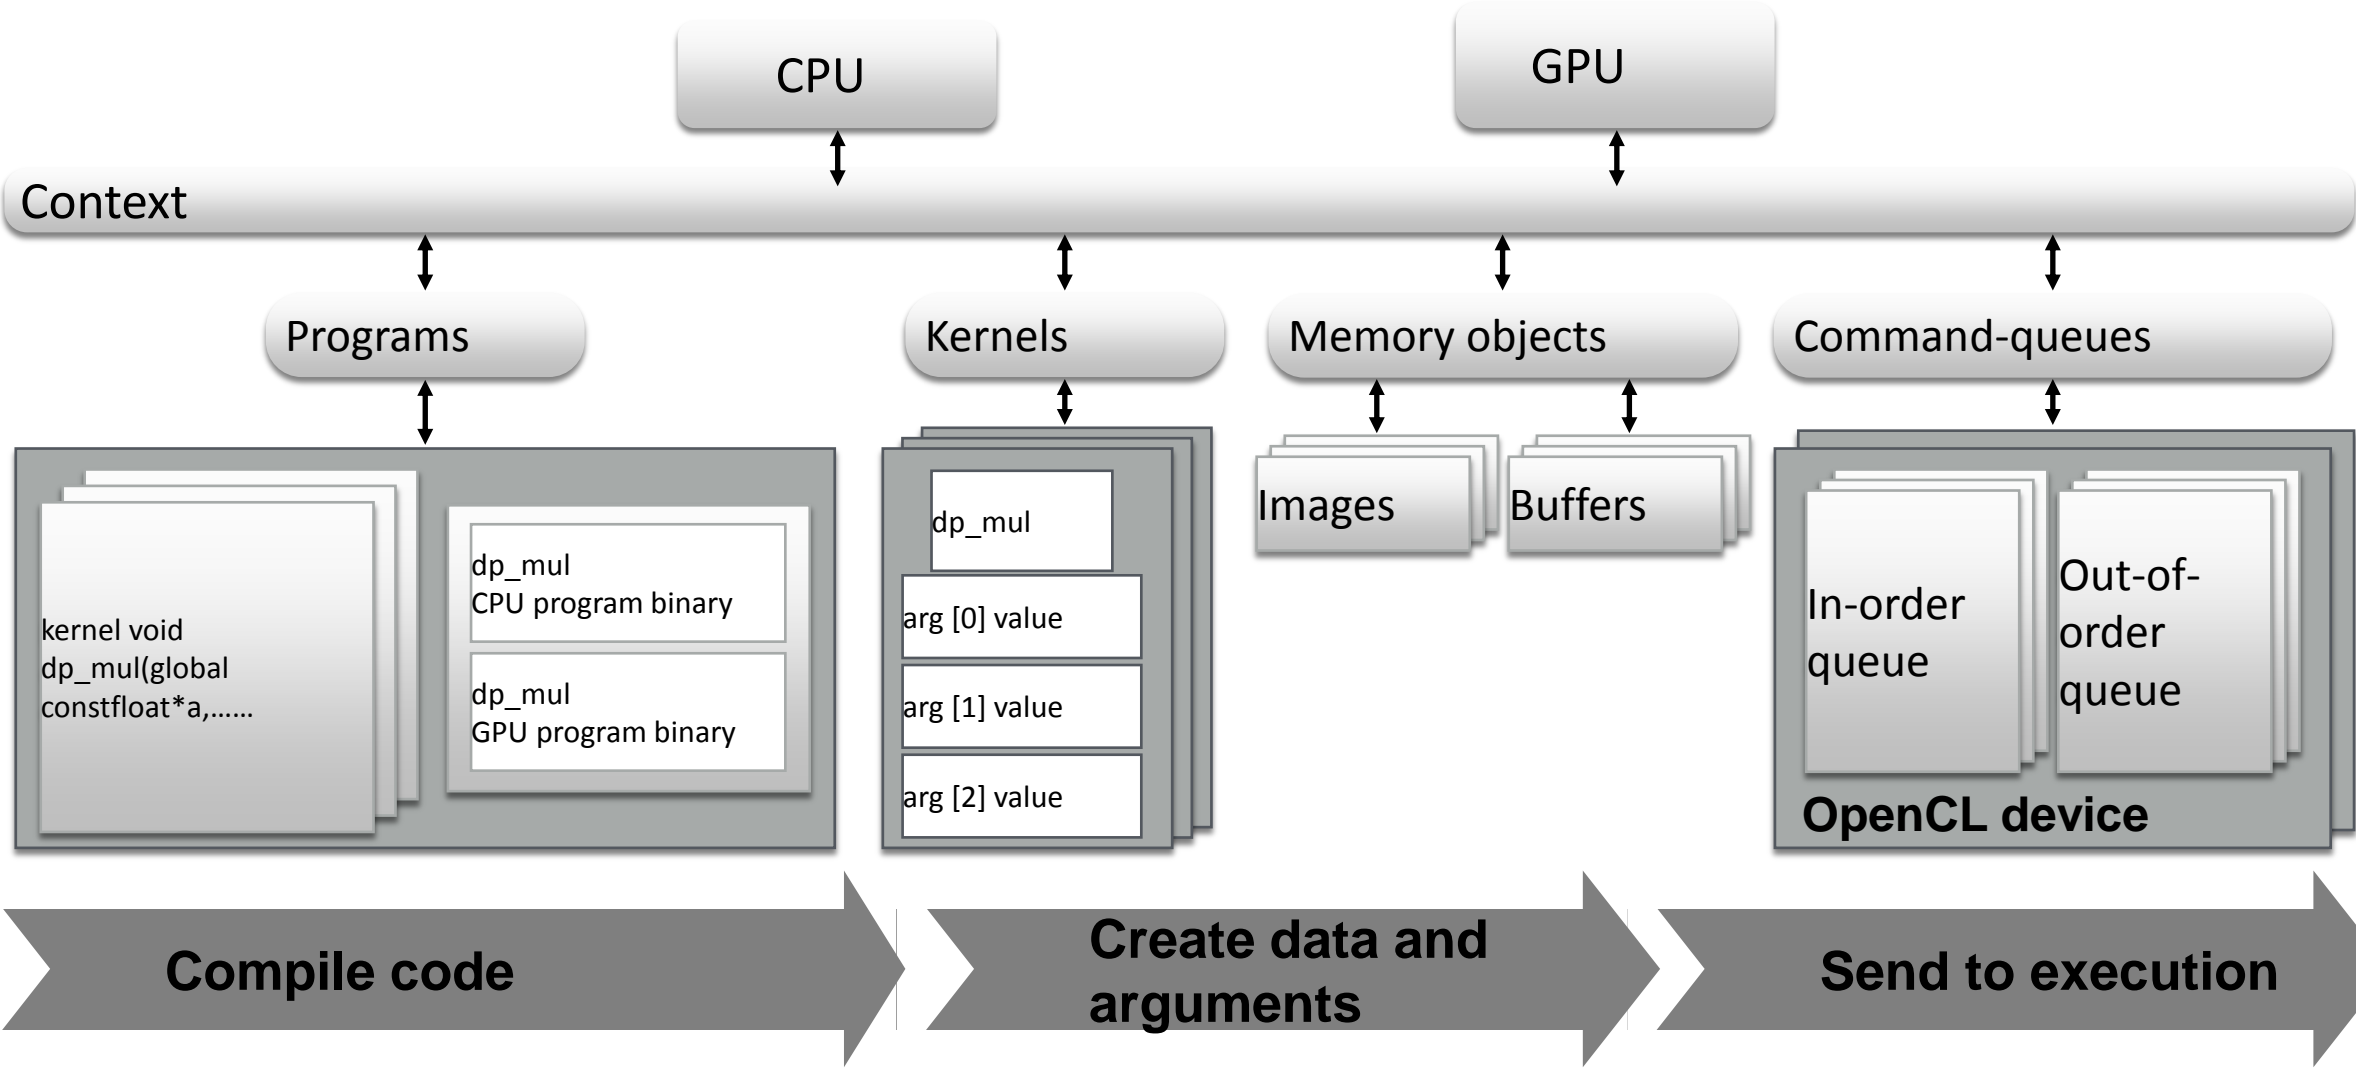 CPU
GPU
Context
Programs
Kernels
Memory objects
Command-queues
kernel void
dp_mul(global
constfloat*a,......
dp_mul
CPU program binary
dp_mul
GPU program binary
dp_mul
arg [0] value
arg [1] value
arg [2] value
Images
Buffers
In-order
queue
Out-of-
order
queue
OpenCL device
Compile code
Create data and
arguments
Send to execution